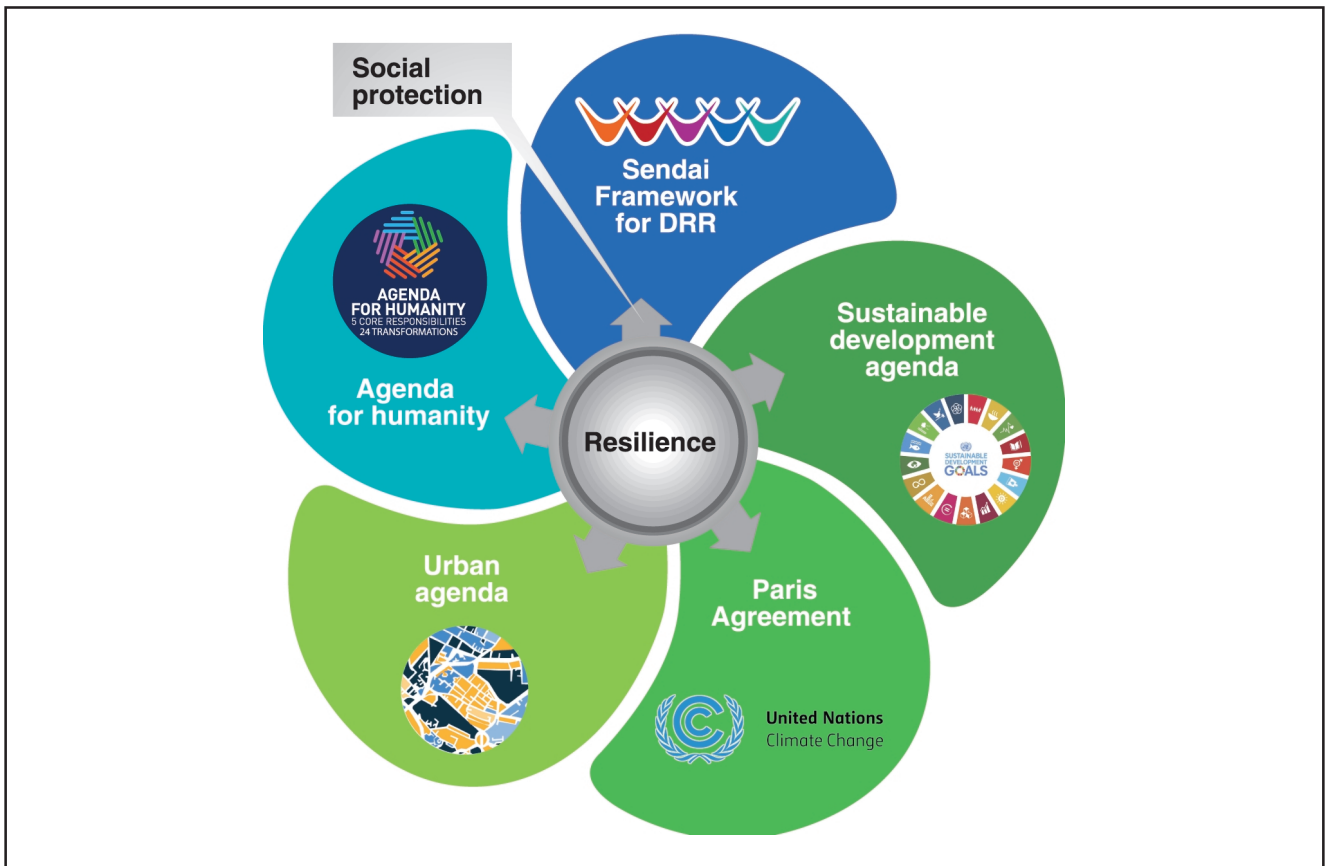 Social
protection
Sendai
Framework
for DRR
AGENDA
FOR HUMANITY
5 CORE RESPONSIBILITIES
24 TRANSFORMATIONS
Agenda
for humanity
Sustainable
development
agenda
SUSTAINABLE
DEVELOPMENT
GOALS
Resilience
Urban
agenda
Paris
Agreement
United Nations
Climate Change